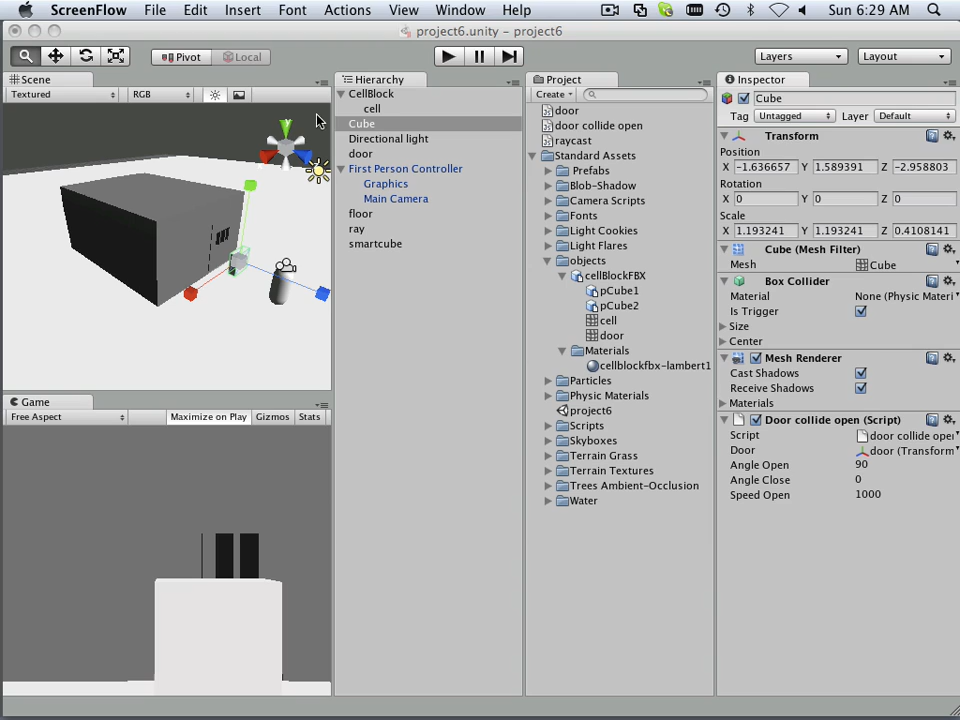 ScreenFlow File Edit Insert Font Actions View Window Help Sun 6:29 AM
project6.unity – project6
Pivot Local Layers Layout
Scene
Textured RGB
y
Game
Free Aspect Maximize on Play Gizmos Stats
Hierarchy
CellBlock
cell
Cube
Directional light
door
First Person Controller
Graphics
Main Camera
floor
ray
smartcube
Project
Create
door
door collide open
raycast
Standard Assets
Prefabs
Blob-Shadow
Camera Scripts
Fonts
Light Cookies
Light Flares
objects
cellBlockFBX
pCube1
pCube2
cell
door
Materials
cellblockfbx-lambert1
Particles
Physic Materials
project6
Scripts
Skyboxes
Terrain Grass
Terrain Textures
Trees Ambient-Occlusion
Water
Inspector
Cube
Tag Untagged Layer Default
Transform
Position
X -1.636657 Y 1.589391 Z -2.958803
Rotation
X 0 Y 0 Z 0
Scale
X 1.193241 Y 1.193241 Z 0.4108141
Cube (Mesh Filter)
Mesh Cube
Box Collider
Material None (Physic Materi
Is Trigger
Size
Center
Mesh Renderer
Cast Shadows
Receive Shadows
Materials
Door collide open (Script)
Script door collide ope
Door door (Transform
Angle Open 90
Angle Close 0
Speed Open 1000